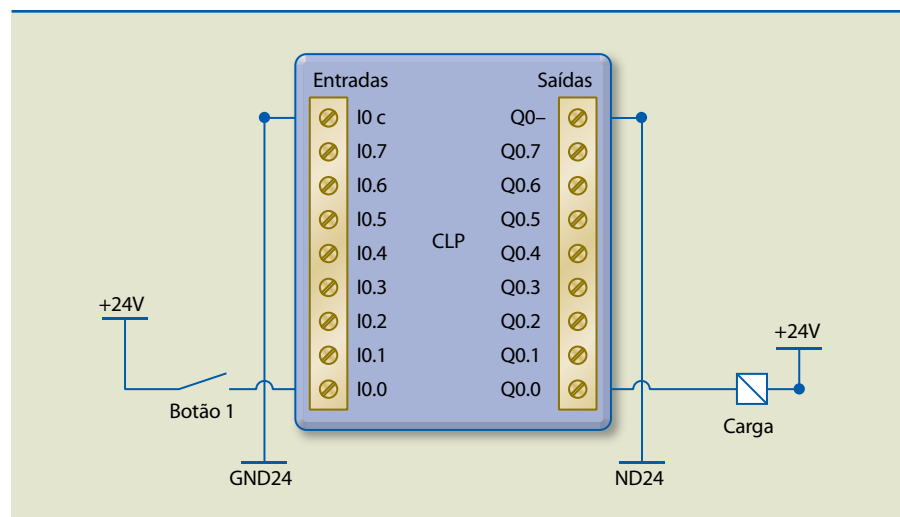 Entradas
Saídas
I0 c
Q0–
I0.7
Q0.7
I0.6
Q0.6
I0.5
Q0.5
CLP
I0.4
Q0.4
I0.3
Q0.3
+24V
I0.2
Q0.2
+24V
I0.1
Q0.1
I0.0
Q0.0
Botão 1
Carga
GND24
ND24